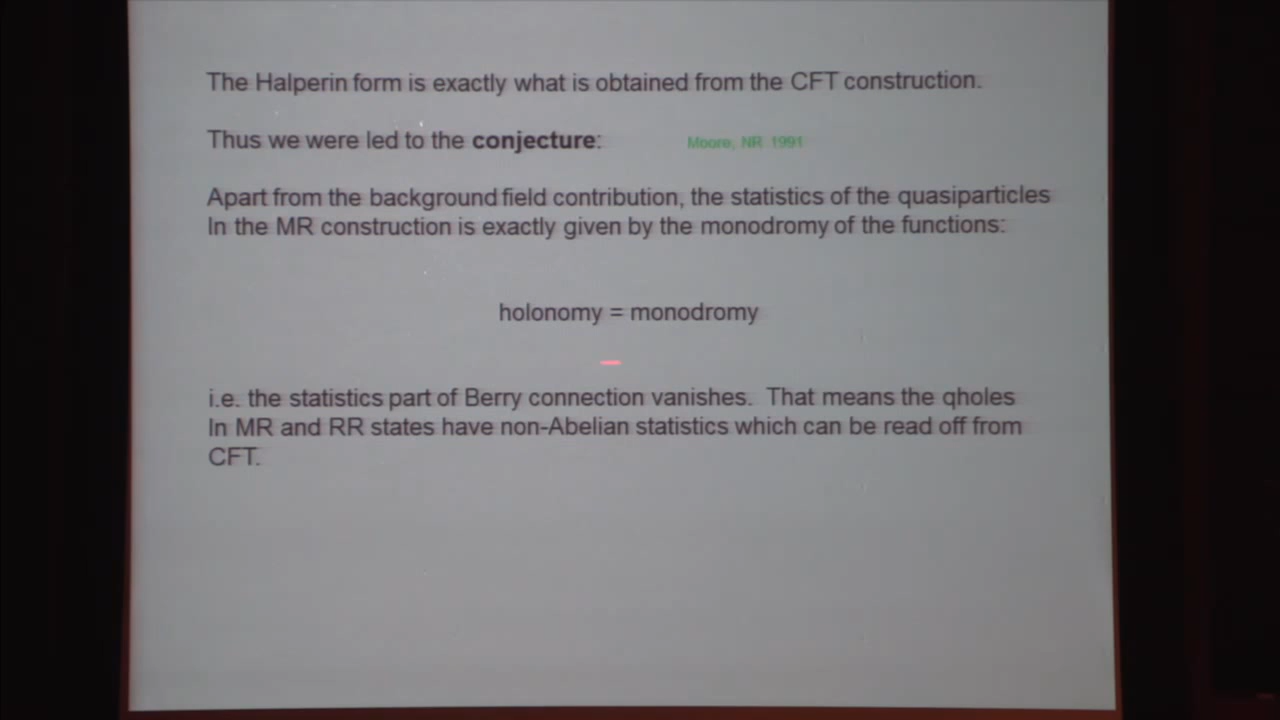 The Halperin form is exactly what is obtained from the CFT construction.
Thus we were led to the conjecture: Moore, NR 1991
Apart from the background field contribution, the statistics of the quasiparticles
In the MR construction is exactly given by the monodromy of the functions:
holonomy = monodromy
i.e. the statistics part of Berry connection vanishes. That means the qholes
In MR and RR states have non-Abelian statistics which can be read off from
CFT.